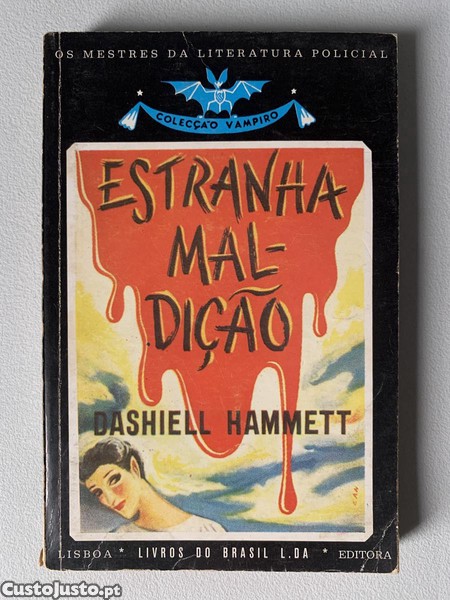 OS MESTRES DA LITERATURA POLICIAL
COLECÇÃO VAMPIRO
ESTRANHA
MAL-
DIÇÃO
DASHIELL HAMMETT
CAN
LISBOA * LIVROS DO BRASIL L.DA * EDITORA
CustoJusto.pt